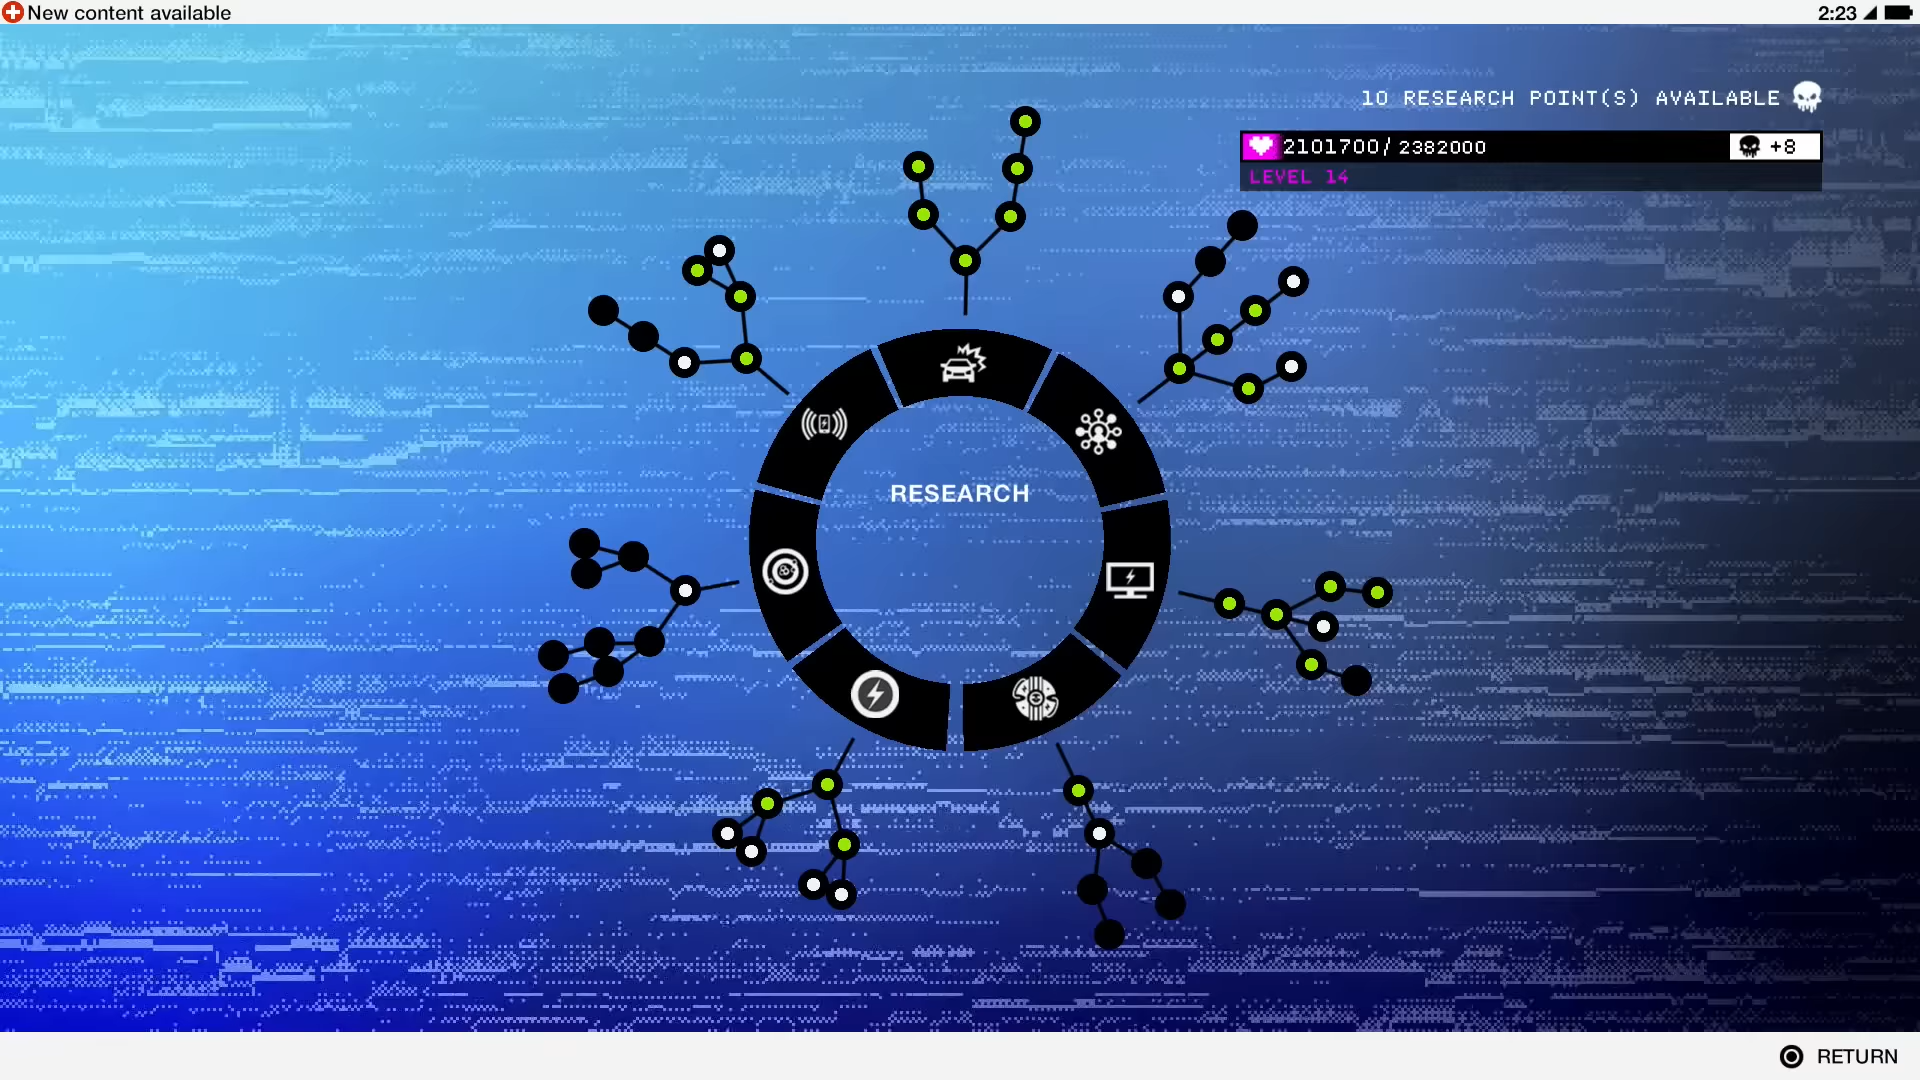 New content available
2:23
10 RESEARCH POINT(S) AVAILABLE
2101700/ 2382000
+8
LEVEL 14
RESEARCH
RETURN